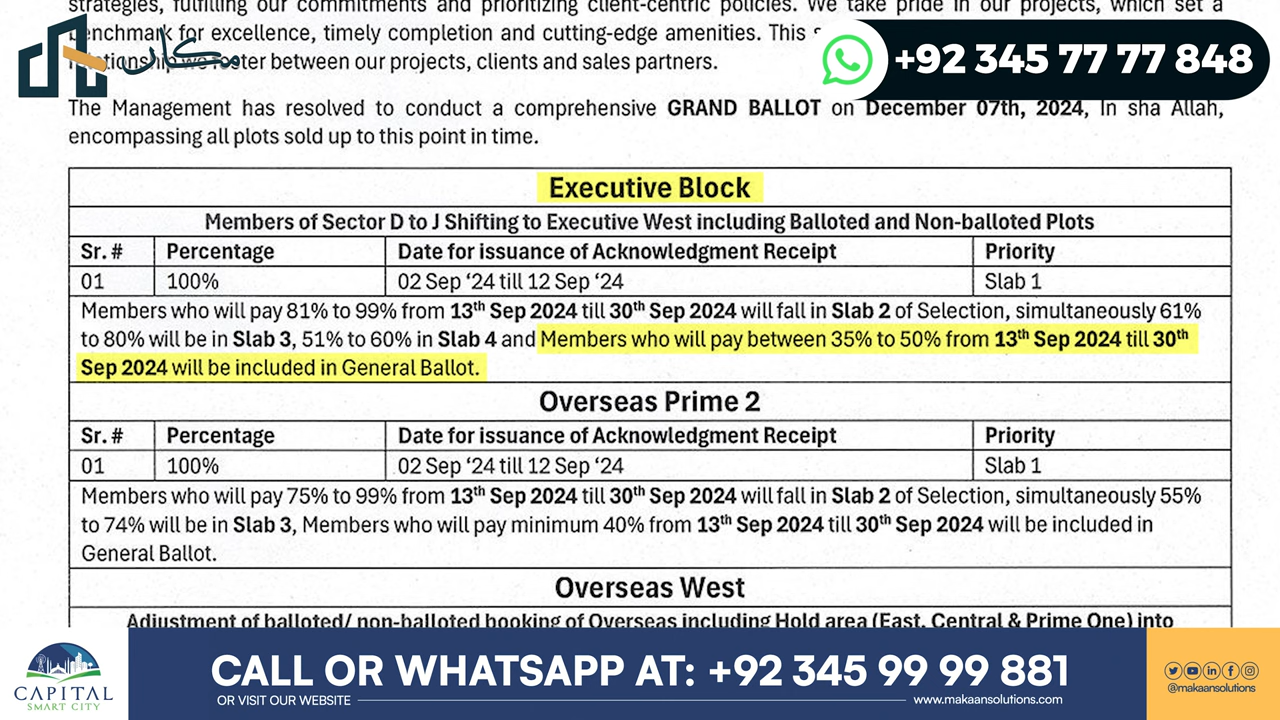 strategies, fulfilling our commitments and prioritizing client-centric policies. We take pride in our projects, which set a
benchmark for excellence, timely completion and cutting-edge amenities. This
relationship we foster between our projects, clients and sales partners.
مکان
+92 345 77 77 848
The Management has resolved to conduct a comprehensive GRAND BALLOT on December 07th, 2024, In sha Allah,
encompassing all plots sold up to this point in time.
Executive Block
Members of Sector D to J Shifting to Executive West including Balloted and Non-balloted Plots
Sr. # Percentage Date for issuance of Acknowledgment Receipt Priority
01 100% 02 Sep ‘24 till 12 Sep ‘24 Slab 1
Members who will pay 81% to 99% from 13th Sep 2024 till 30th Sep 2024 will fall in Slab 2 of Selection, simultaneously 61%
to 80% will be in Slab 3, 51% to 60% in Slab 4 and Members who will pay between 35% to 50% from 13th Sep 2024 till 30th
Sep 2024 will be included in General Ballot.
Overseas Prime 2
Sr. # Percentage Date for issuance of Acknowledgment Receipt Priority
01 100% 02 Sep ‘24 till 12 Sep ‘24 Slab 1
Members who will pay 75% to 99% from 13th Sep 2024 till 30th Sep 2024 will fall in Slab 2 of Selection, simultaneously 55%
to 74% will be in Slab 3, Members who will pay minimum 40% from 13th Sep 2024 till 30th Sep 2024 will be included in
General Ballot.
Overseas West
Adjustment of balloted/ non-balloted booking of Overseas including Hold area (East, Central & Prime One) into
CAPITAL
SMART CITY
CALL OR WHATSAPP AT: +92 345 99 99 881
OR VISIT OUR WEBSITE www.makaansolutions.com
@makaansolutions